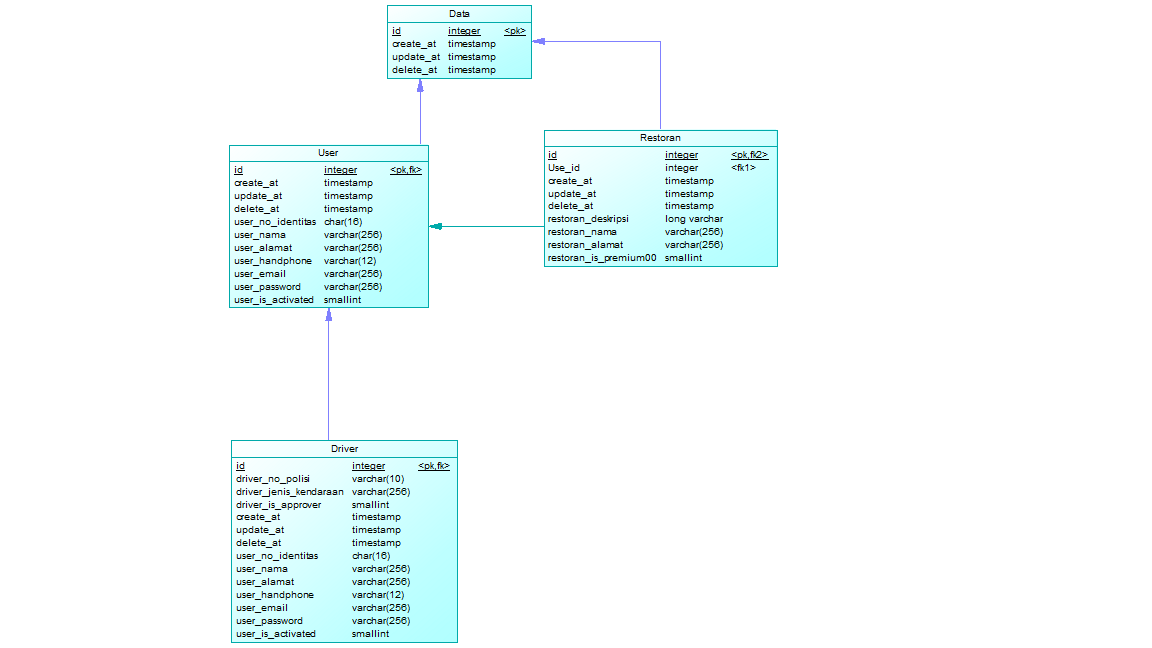 Data
id integer <pk>
create_at timestamp
update_at timestamp
delete_at timestamp
Restoran
id integer <pk,fk2>
Use_id integer <fk1>
create_at timestamp
update_at timestamp
delete_at timestamp
restoran_deskripsi long varchar
restoran_nama varchar(256)
restoran_alamat varchar(256)
restoran_is_premium00 smallint
User
id integer <pk,fk>
create_at timestamp
update_at timestamp
delete_at timestamp
user_no_identitas char(16)
user_nama varchar(256)
user_alamat varchar(256)
user_handphone varchar(12)
user_email varchar(256)
user_password varchar(256)
user_is_activated smallint
Driver
id integer <pk,fk>
driver_no_polisi varchar(10)
driver_jenis_kendaraan varchar(256)
driver_is_approver smallint
create_at timestamp
update_at timestamp
delete_at timestamp
user_no_identitas char(16)
user_nama varchar(256)
user_alamat varchar(256)
user_handphone varchar(12)
user_email varchar(256)
user_password varchar(256)
user_is_activated smallint